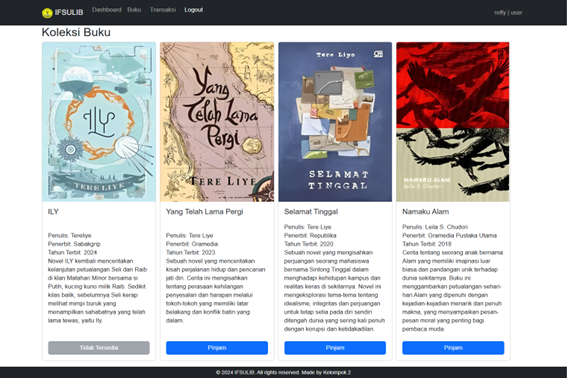 IFSULIB
Dashboard Buku Transaksi Logout
reffy | user
Koleksi Buku
ILY
TERE LIYE
Yang
Telah Lama
Pergi
TERE LIYE
Tere Liye
SELAMAT
TINGGAL
NAMAKU ALAM
Leila S. Chudori
ILY
Penulis: Tereliye
Penerbit: Sabakgrip
Tahun Terbit: 2024
Novel ILY kembali menceritakan
kelanjutan petualangan Seli dan Raib
di klan Matahari Minor bersama si
Putih, kucing kuno milik Raib. Sedikit
kilas balik, sebelumnya Seli kerap
melihat mimpi buruk yang
menampilkan sahabatnya yang telah
lama tewas, yaitu Ily
Tidak Tersedia
Yang Telah Lama Pergi
Penulis: Tere Liye
Penerbit: Gramedia
Tahun Terbit: 2023
Sebuah novel yang menceritakan
kisah perjalanan hidup dan pencarian
jati diri. Cerita ini mengisahkan
tentang perasaan kehilangan
penyesalan dan harapan melalui
tokoh-tokoh yang memiliki latar
belakang dan konflik batin yang
dalam.
Pinjam
Selamat Tinggal
Penulis: Tere Liye
Penerbit: Republika
Tahun Terbit: 2020
Sebuah novel yang mengisahkan
perjuangan seorang mahasiswa
bernama Sintong Tinggal dalam
menghadapi kehidupan kampus dan
realitas keras di sekitarnya. Novel ini
mengeksplorasi tema-tema tentang
idealisme, integritas dan perjuangan
untuk tetap setia pada diri sendiri
ditengah dunia yang sering kali penuh
dengan korupsi and ketidakadilan.
Pinjam
Namaku Alam
Penulis: Leila S. Chudori
Penerbit: Gramedia Pustaka Utama
Tahun Terbit: 2018
Cerita tentang seorang anak bernama
Alam yang memiliki imajinasi luar
biasa dan pandangan unik terhadap
dunia sekitarnya. Buku ini
menggambarkan petualangan sehari-
hari Alam yang dipenuhi dengan
kejadian-kejadian menarik dan penuh
makna, yang menyampaikan pesan-
pesan moral yang penting bagi
pembaca muda.
Pinjam
© 2024 IFSULIB. All rights reserved. Made by Kelompok 2